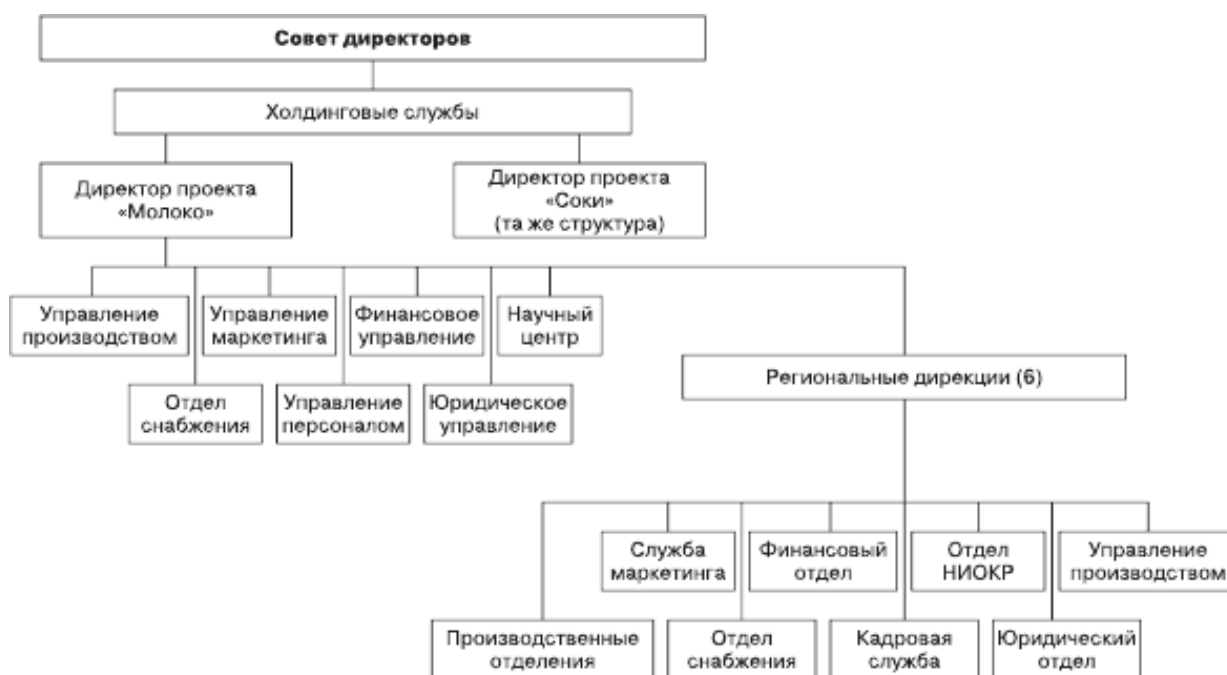 Совет директоров
Холдинговые службы
Директор проекта
«Молоко»
Директор проекта
«Соки»
(та же структура)
Управление
производством
Управление
маркетинга
Финансовое
управление
Научный
центр
Отдел
снабжения
Управление
персоналом
Юридическое
управление
Региональные дирекции (6)
Служба
маркетинга
Финансовый
отдел
Отдел
НИОКР
Управление
производством
Производственные
отделения
Отдел
снабжения
Кадровая
служба
Юридический
отдел